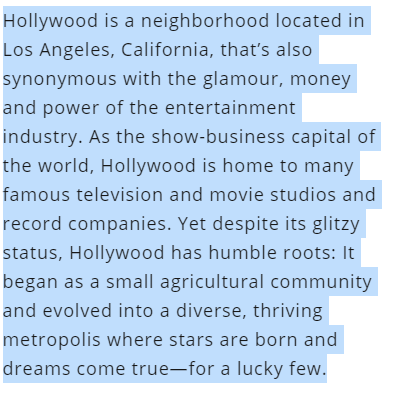 Hollywood is a neighborhood located in
Los Angeles, California, that’s also
synonymous with the glamour, money
and power of the entertainment
industry. As the show-business capital of
the world, Hollywood is home to many
famous television and movie studios and
record companies. Yet despite its glitzy
status, Hollywood has humble roots: It
began as a small agricultural community
and evolved into a diverse, thriving
metropolis where stars are born and
dreams come true—for a lucky few.